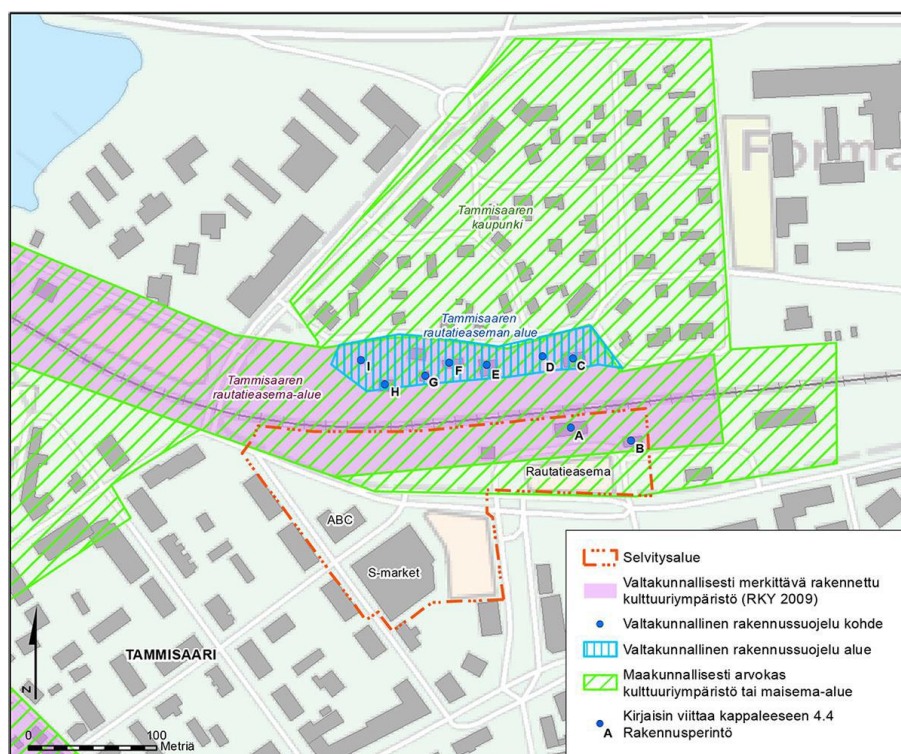 Forma
Tammisaaren
kaupunki
Tammisaaren
rautatieaseman alue
I
H
G
F
E
D
C
Tammisaaren
rautatieasema-alue
A
B
Rautatieasema
ABC
S-market
TAMMISAARI
N
0 100
Metriä
Selvitysalue
Valtakunnallisesti merkittävä rakennettu
kulttuuriympäristö (RKY 2009)
Valtakunnallinen rakennussuojelu kohde
Valtakunnallinen rakennussuojelu alue
Maakunnallisesti arvokas
kulttuuriympäristö tai maisema-alue
Kirjaisin viittaa kappaleeseen 4.4
A Rakennusperintö